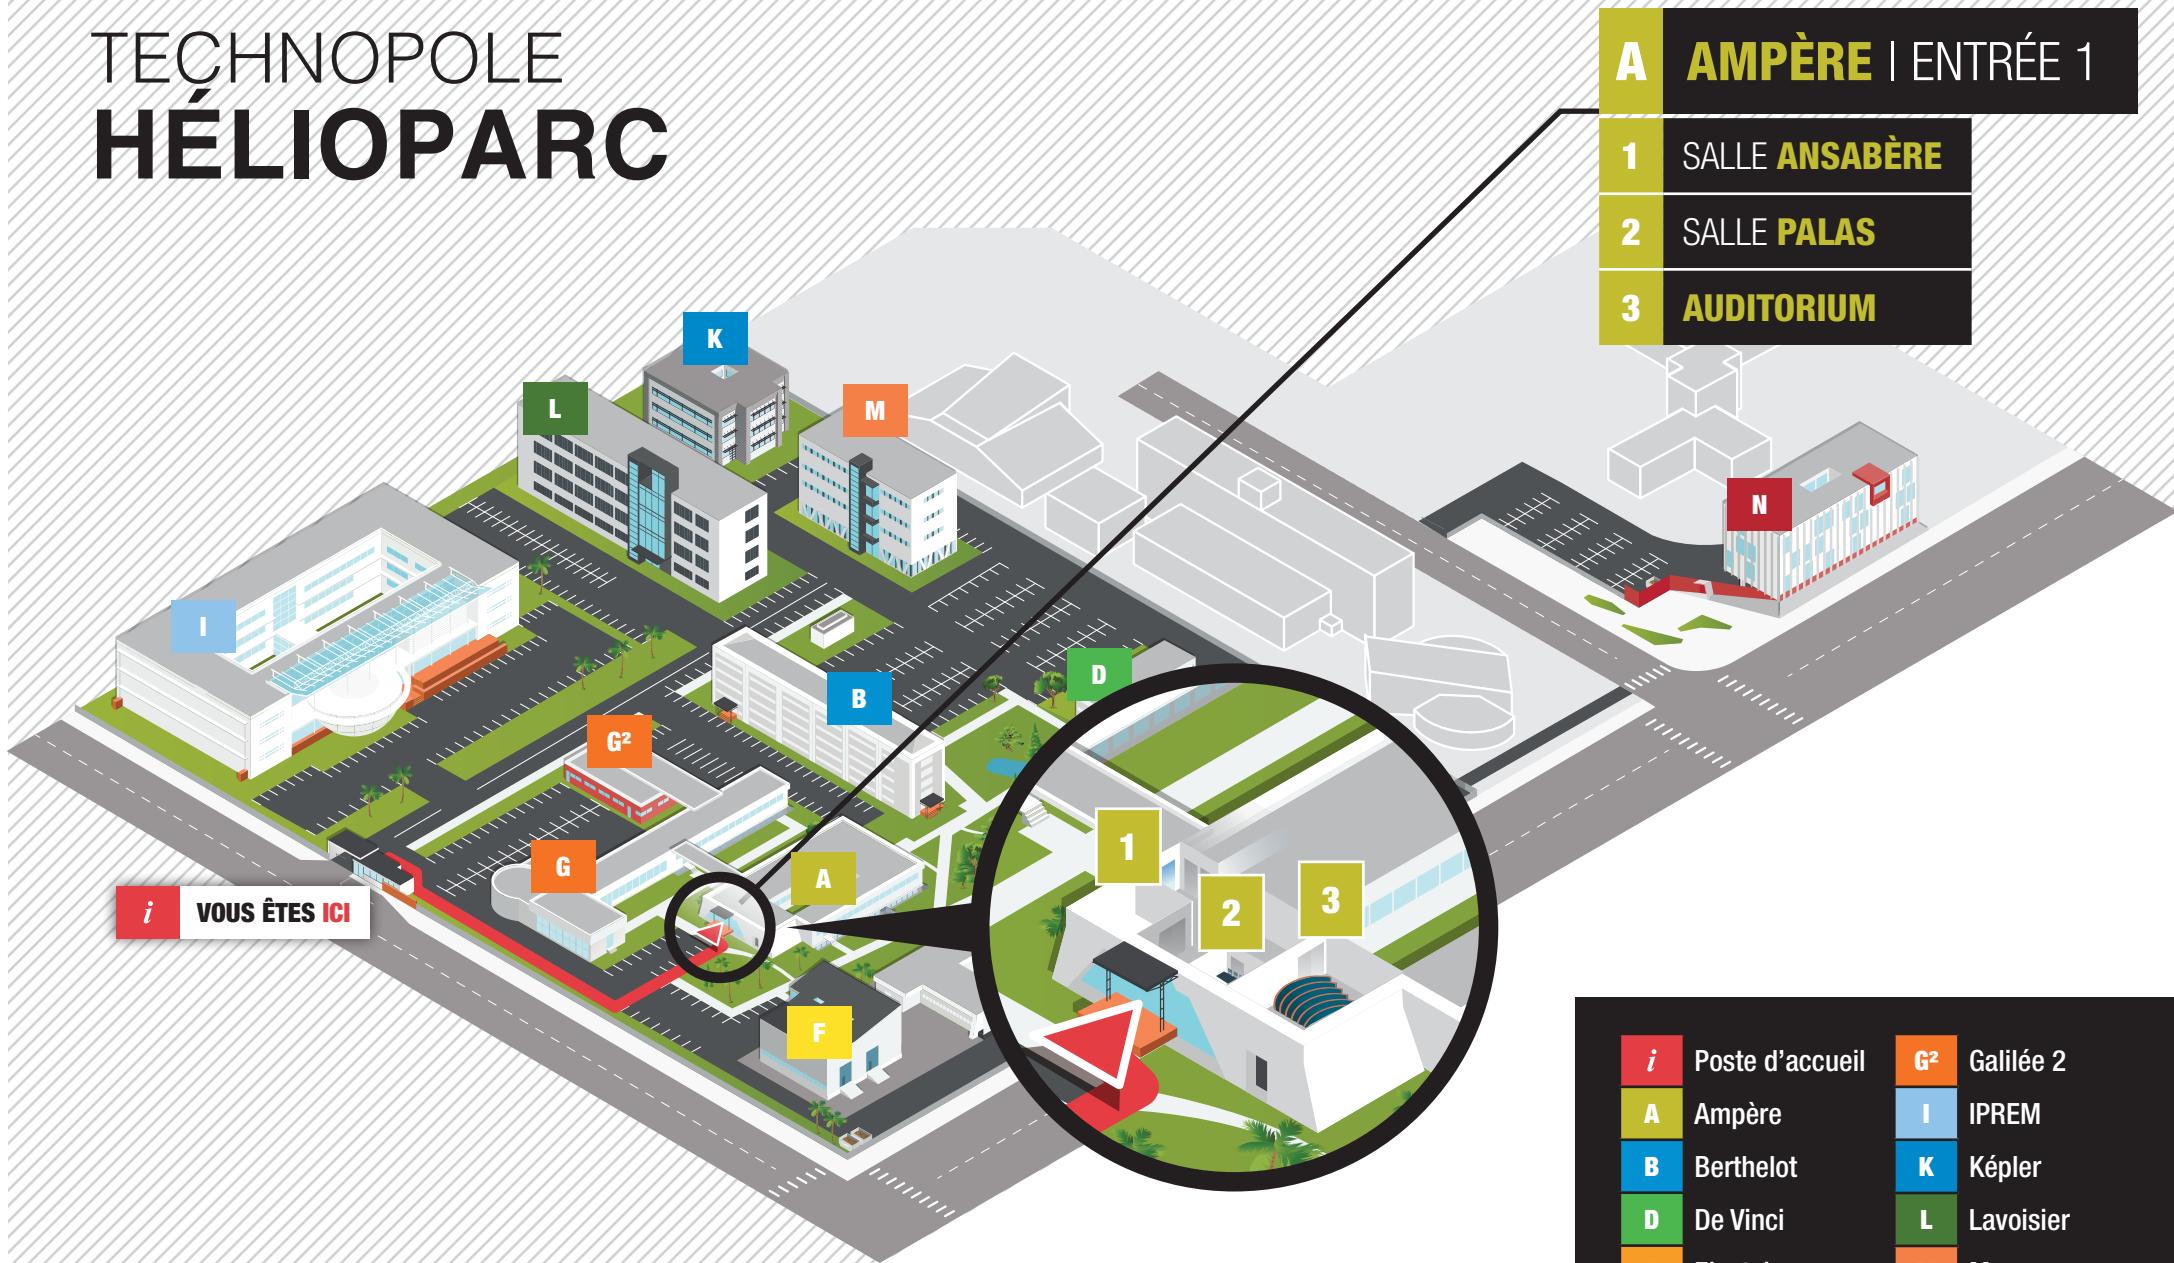 TECHNOPOLE
HÉLIOPARC
A AMPÈRE | ENTRÉE 1
1 SALLE ANSABÈRE
2 SALLE PALAS
3 AUDITORIUM
K
L
M
N
I
D
B
G²
1
G
A
2
3
i VOUS ÊTES ICI
F
i Poste d'accueil
G² Galilée 2
A Ampère
I IPREM
B Berthelot
K Képler
D De Vinci
L Lavoisier